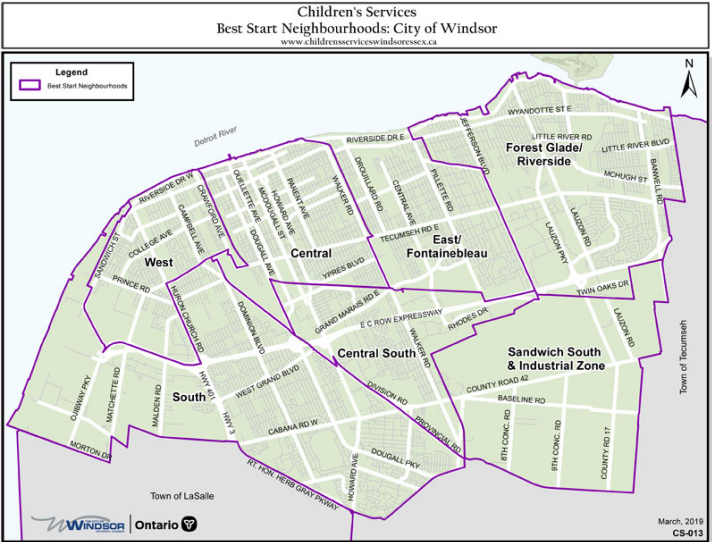 Children's Services
Best Start Neighbourhoods: City of Windsor
www.childrensserviceswindsoressex.ca
Legend
Best Start Neighbourhoods
N
Detroit River
RIVERSIDE DR E
WYANDOTTE ST E
JEFFERSON BLVD
LITTLE RIVER RD
LITTLE RIVER BLVD
Forest Glade/
Riverside
MCHUGH ST
BANWELL RD
LAUZON RD
LAUZON PKY
RIVERSIDE DR W
CRAWFORD AVE
OUELLETTE AVE
MCDOUGALL ST
HOWARD AVE
PARENT AVE
WALKER RD
DROUILLARD RD
CENTRAL AVE
PILLETTE RD
TECUMSEH RD E
SANDWICH ST
COLLEGE AVE
CAMPBELL AVE
DOUGALL AVE
West
Central
East/
Fontainebleau
YPRES BLVD
PRINCE RD
HURON CHURCH RD
DOMINION BLVD
GRAND MARAIS RD E
E C ROW EXPRESSWAY
RHODES DR
TWIN OAKS DR
LAUZON RD
WALKER RD
Central South
Sandwich South
& Industrial Zone
Town of Tecumseh
OJIBWAY PKY
MATCHETTE RD
MALDEN RD
South
HWY 401
HWY 3
WEST GRAND BLVD
DIVISION RD
COUNTY ROAD 42
BASELINE RD
CABANA RD W
PROVINCIAL RD
8TH CONC. RD
9TH CONC. RD
COUNTY RD 17
MORTON DR
DOUGALL PKY
HOWARD AVE
RT. HON. HERB GRAY PKWAY
Town of LaSalle
THE CITY OF
WINDSOR
ONTARIO, CANADA
Ontario
March, 2019
CS-013